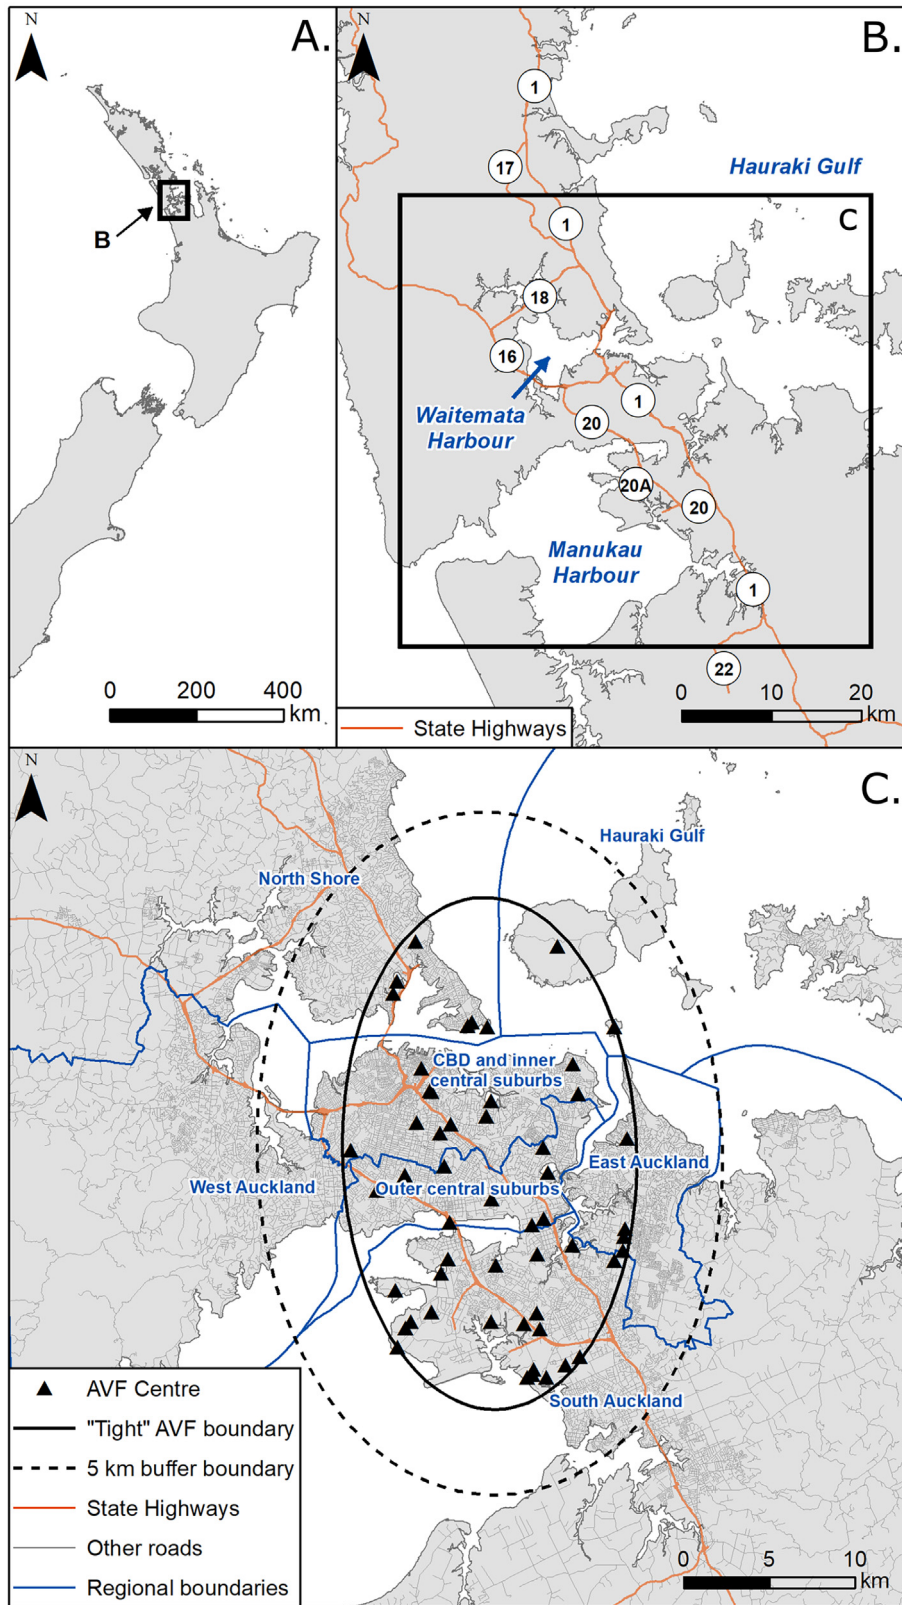 N
A.
B
0 200 400
km
N
B.
1
Hauraki Gulf
17
C
1
18
16
Waitemata
Harbour
1
20
20A
20
Manukau
Harbour
1
22
0 10 20
km
State Highways
N
C.
Hauraki Gulf
North Shore
CBD and inner
central suburbs
East Auckland
West Auckland
Outer central suburbs
South Auckland
AVF Centre
"Tight" AVF boundary
5 km buffer boundary
State Highways
Other roads
Regional boundaries
0 5 10
km